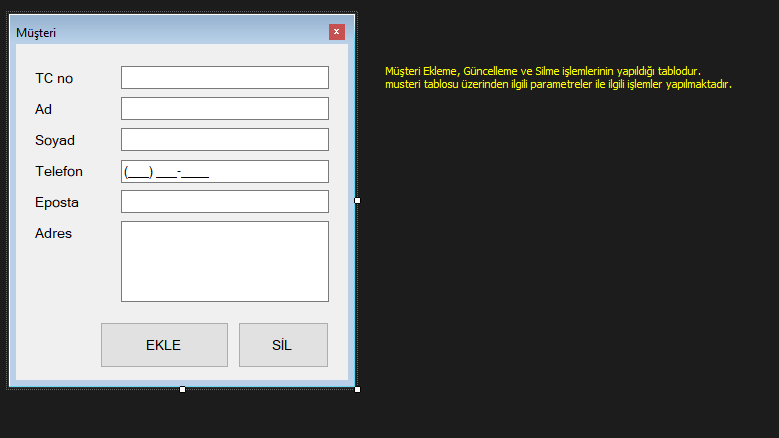 Müşteri
x
Müşteri Ekleme, Güncelleme ve Silme işlemlerinin yapıldığı tablodur.
musteri tablosu üzerinden ilgili parametreler ile ilgili işlemler yapılmaktadır.
TC no
Ad
Soyad
Telefon
(___) ___-____
Eposta
Adres
EKLE
SİL